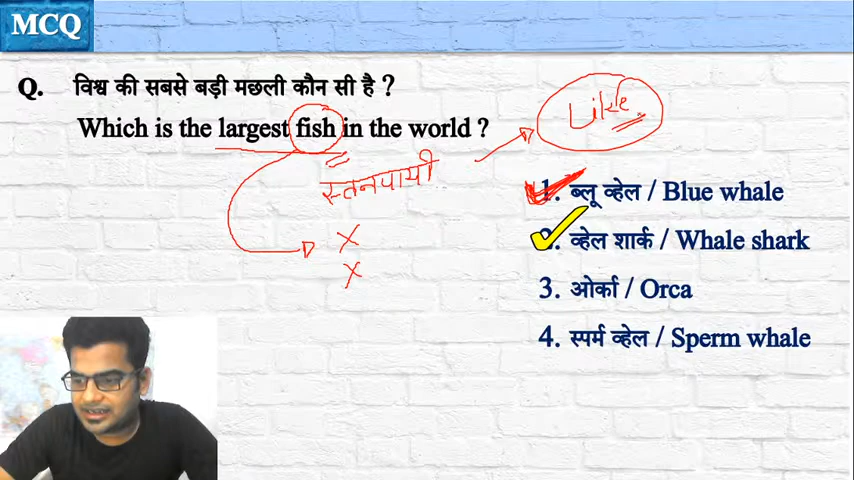 MCQ
Q. विश्व की सबसे बड़ी मछली कौन सी है ?
Which is the largest fish in the world ?
Like
स्तनपायी
X
X
1. ब्लू व्हेल / Blue whale
2. व्हेल शार्क / Whale shark
3. ओर्का / Orca
4. स्पर्म व्हेल / Sperm whale